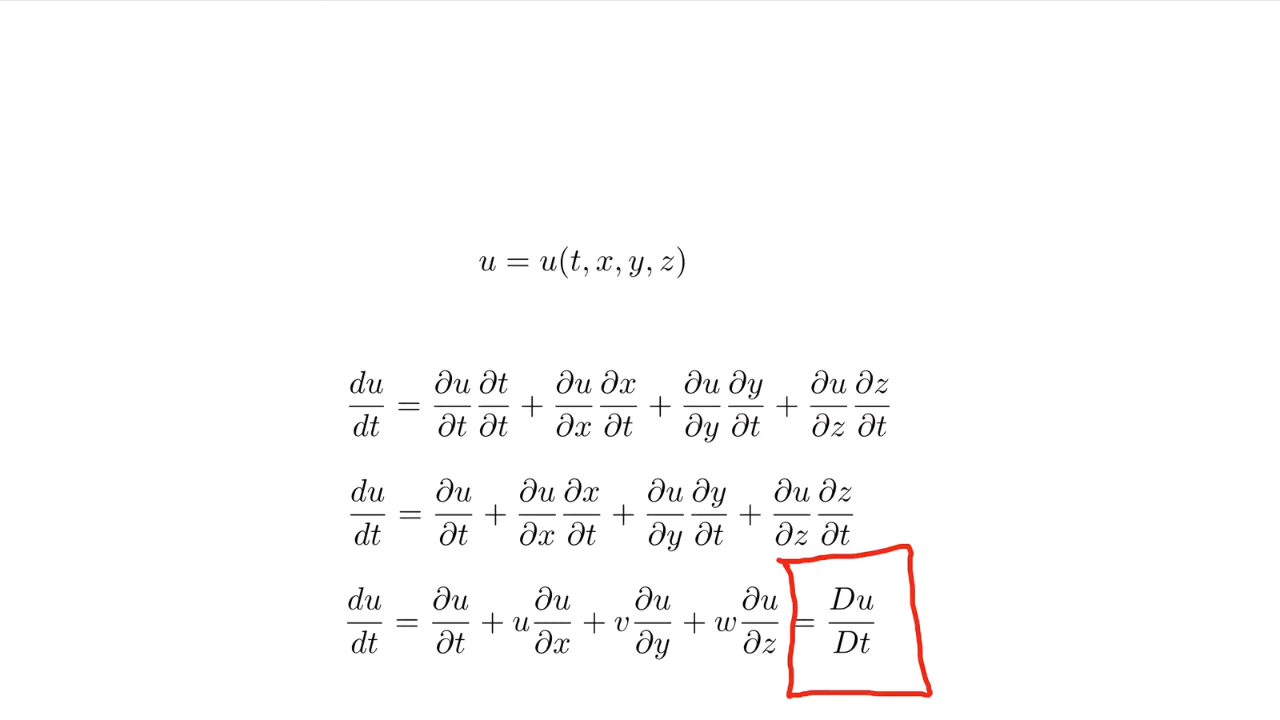 u = u(t, x, y, z)
du/dt = ∂u/∂t ∂t/∂t + ∂u/∂x ∂x/∂t + ∂u/∂y ∂y/∂t + ∂u/∂z ∂z/∂t
du/dt = ∂u/∂t + ∂u/∂x ∂x/∂t + ∂u/∂y ∂y/∂t + ∂u/∂z ∂z/∂t
du/dt = ∂u/∂t + u ∂u/∂x + v ∂u/∂y + w ∂u/∂z = Du/Dt